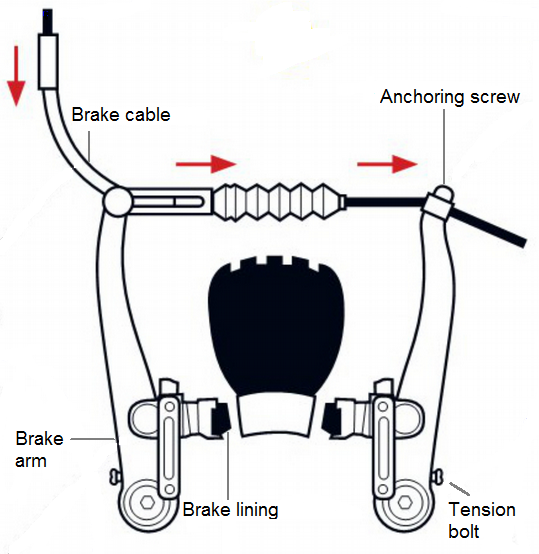 Anchoring screw
Brake cable
Brake
arm
Brake lining
Tension
bolt